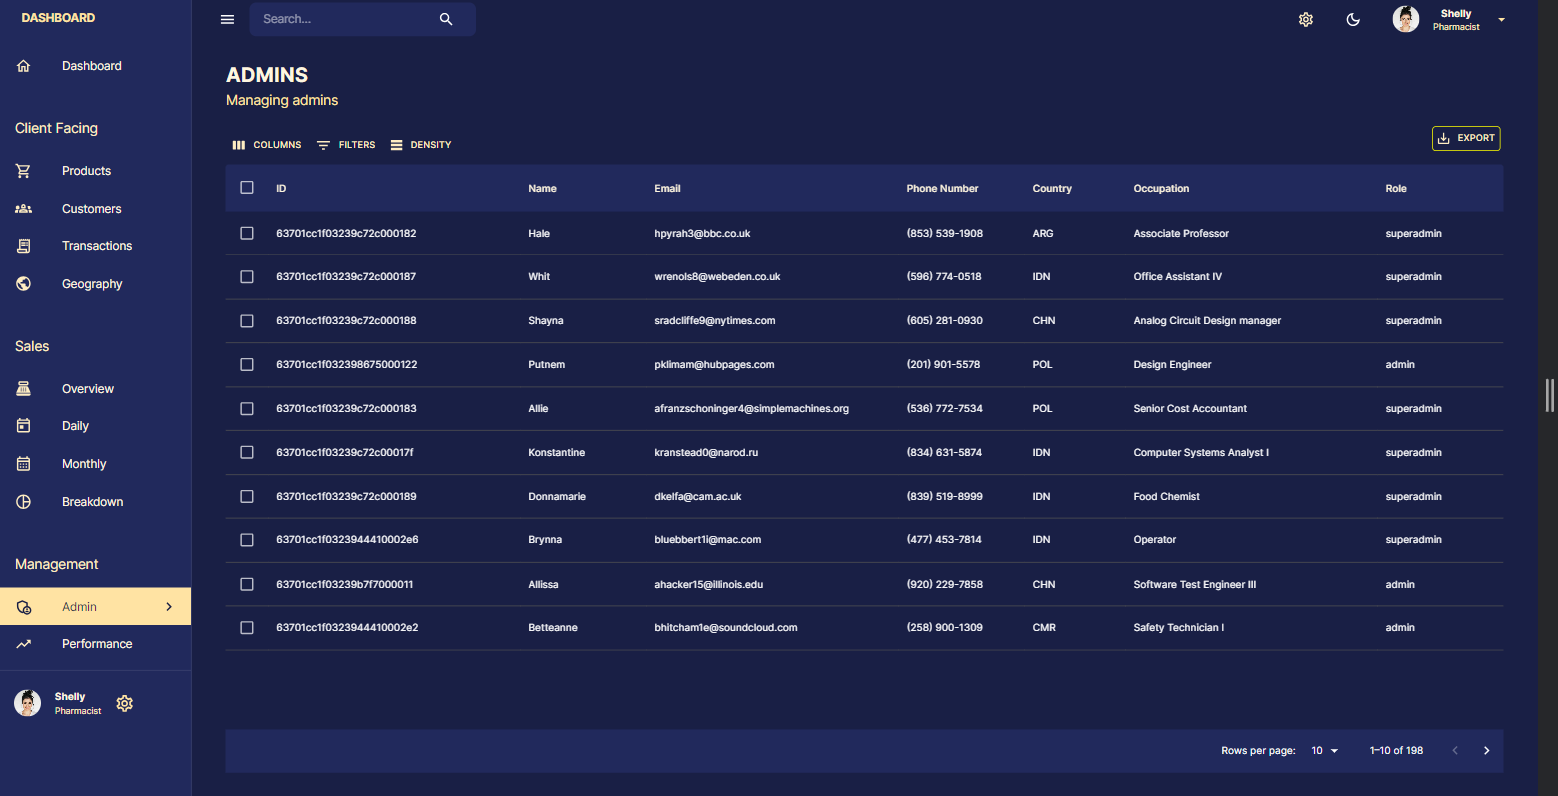 DASHBOARD
Search...
Shelly
Pharmacist
Dashboard
Client Facing
Products
Customers
Transactions
Geography
Sales
Overview
Daily
Monthly
Breakdown
Management
Admin
Performance
Shelly
Pharmacist
ADMINS
Managing admins
COLUMNS FILTERS DENSITY EXPORT
ID Name Email Phone Number Country Occupation Role
63701cc1f03239c72c000182 Hale hpyrah3@bbc.co.uk (853) 539-1908 ARG Associate Professor superadmin
63701cc1f03239c72c000187 Whit wrenols8@webeden.co.uk (596) 774-0518 IDN Office Assistant IV superadmin
63701cc1f03239c72c000188 Shayna sradcliffe9@nytimes.com (605) 281-0930 CHN Analog Circuit Design manager superadmin
63701cc1f032398675000122 Putnem pklimam@hubpages.com (201) 901-5578 POL Design Engineer admin
63701cc1f03239c72c000183 Allie afranzschoninger4@simplemachines.org (536) 772-7534 POL Senior Cost Accountant superadmin
63701cc1f03239c72c00017f Konstantine kranstead0@narod.ru (834) 631-5874 IDN Computer Systems Analyst I superadmin
63701cc1f03239c72c000189 Donnamarie dkelfa@cam.ac.uk (839) 519-8999 IDN Food Chemist superadmin
63701cc1f0323944410002e6 Brynna bluebbert1i@mac.com (477) 453-7814 IDN Operator superadmin
63701cc1f03239b7f7000011 Allissa ahacker15@illinois.edu (920) 229-7858 CHN Software Test Engineer III admin
63701cc1f0323944410002e2 Betteanne bhitcham1e@soundcloud.com (258) 900-1309 CMR Safety Technician I admin
Rows per page: 10 1–10 of 198